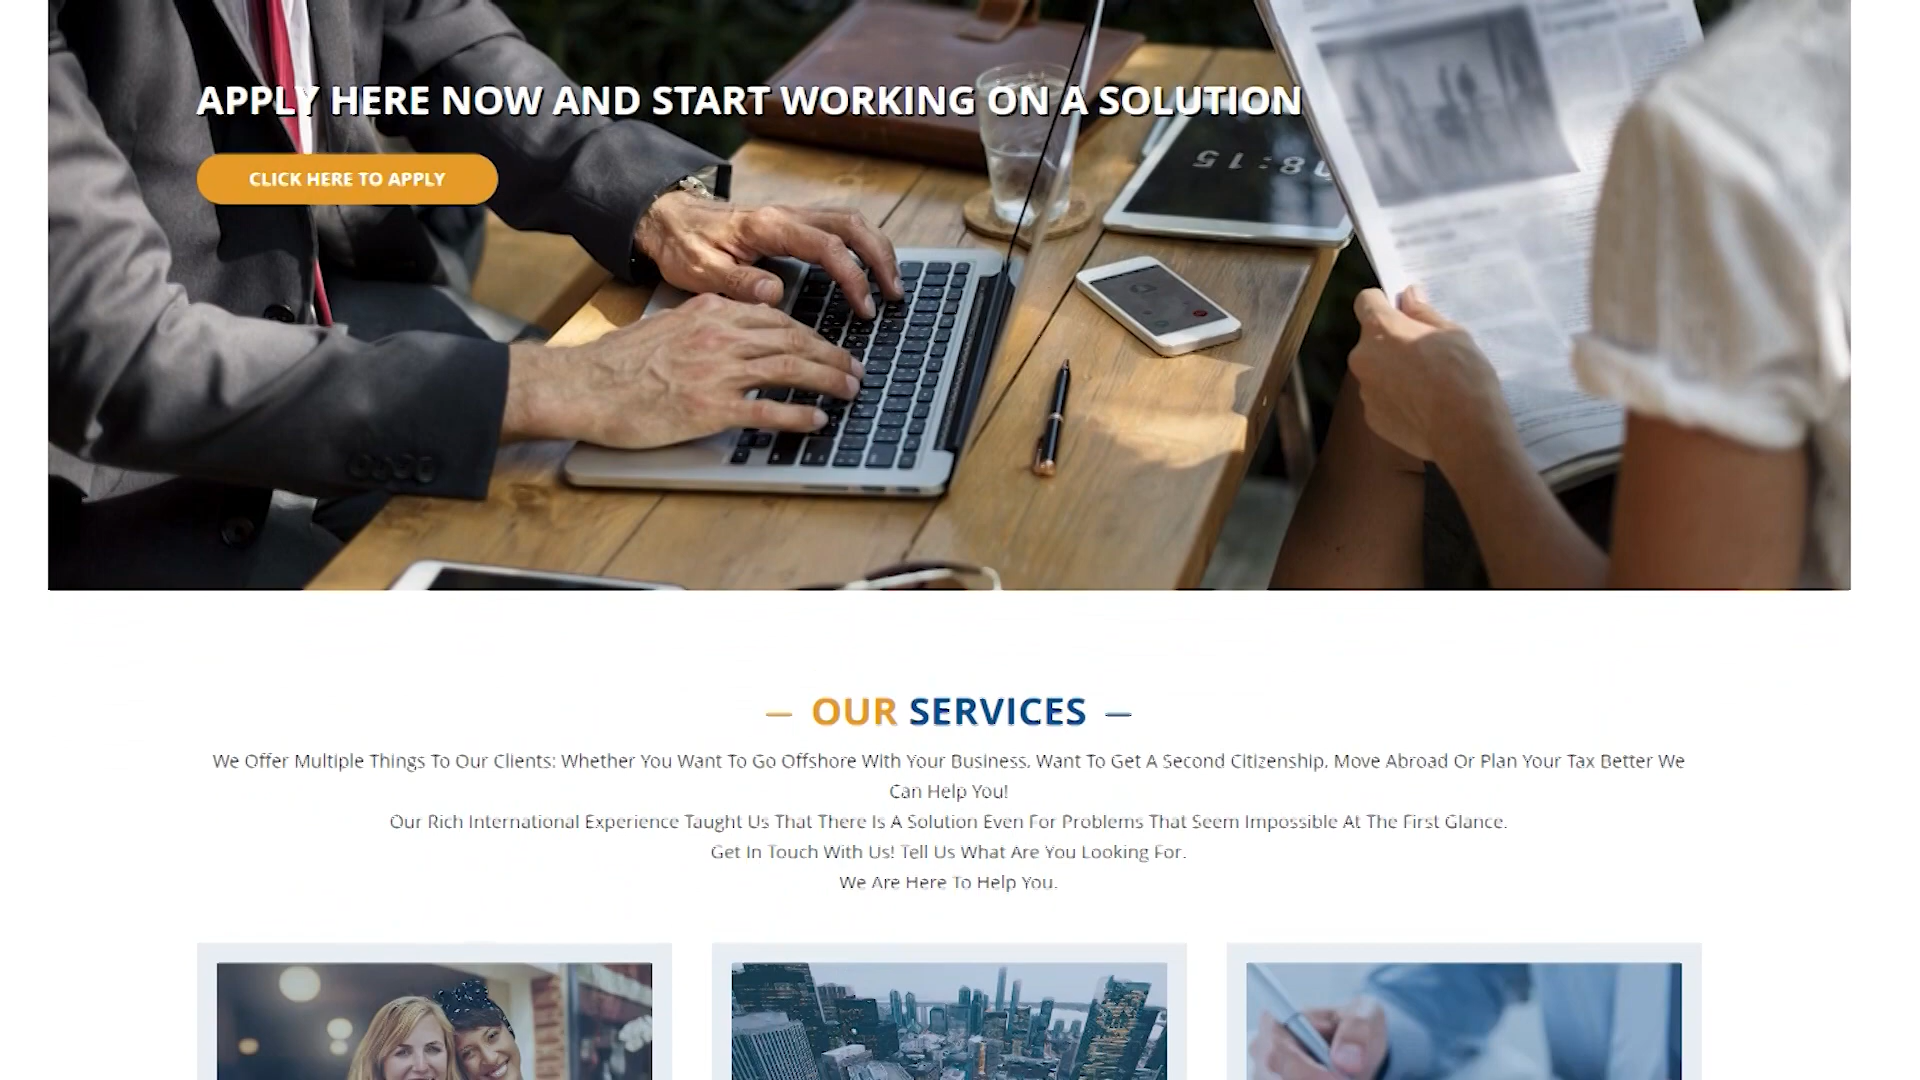 APPLY HERE NOW AND START WORKING ON A SOLUTION
CLICK HERE TO APPLY
08:15
— OUR SERVICES —
We Offer Multiple Things To Our Clients: Whether You Want To Go Offshore With Your Business, Want To Get A Second Citizenship, Move Abroad Or Plan Your Tax Better We
Can Help You!
Our Rich International Experience Taught Us That There Is A Solution Even For Problems That Seem Impossible At The First Glance.
Get In Touch With Us! Tell Us What Are You Looking For.
We Are Here To Help You.